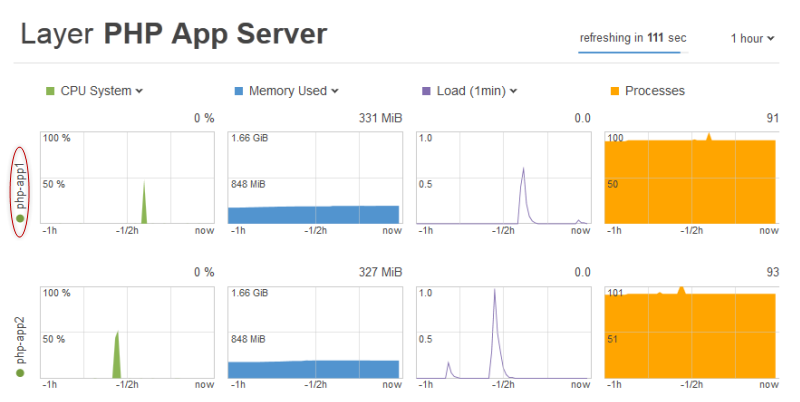 Layer PHP App Server
refreshing in 111 sec
1 hour
CPU System
Memory Used
Load (1min)
Processes
php-app1
0 %
100 %
50 %
-1h -1/2h now
331 MiB
1.66 GiB
848 MiB
-1h -1/2h now
0.0
1.0
0.5
-1h -1/2h now
91
100
50
-1h -1/2h now
php-app2
0 %
100 %
50 %
-1h -1/2h now
327 MiB
1.66 GiB
848 MiB
-1h -1/2h now
0.0
1.0
0.5
-1h -1/2h now
93
101
51
-1h -1/2h now